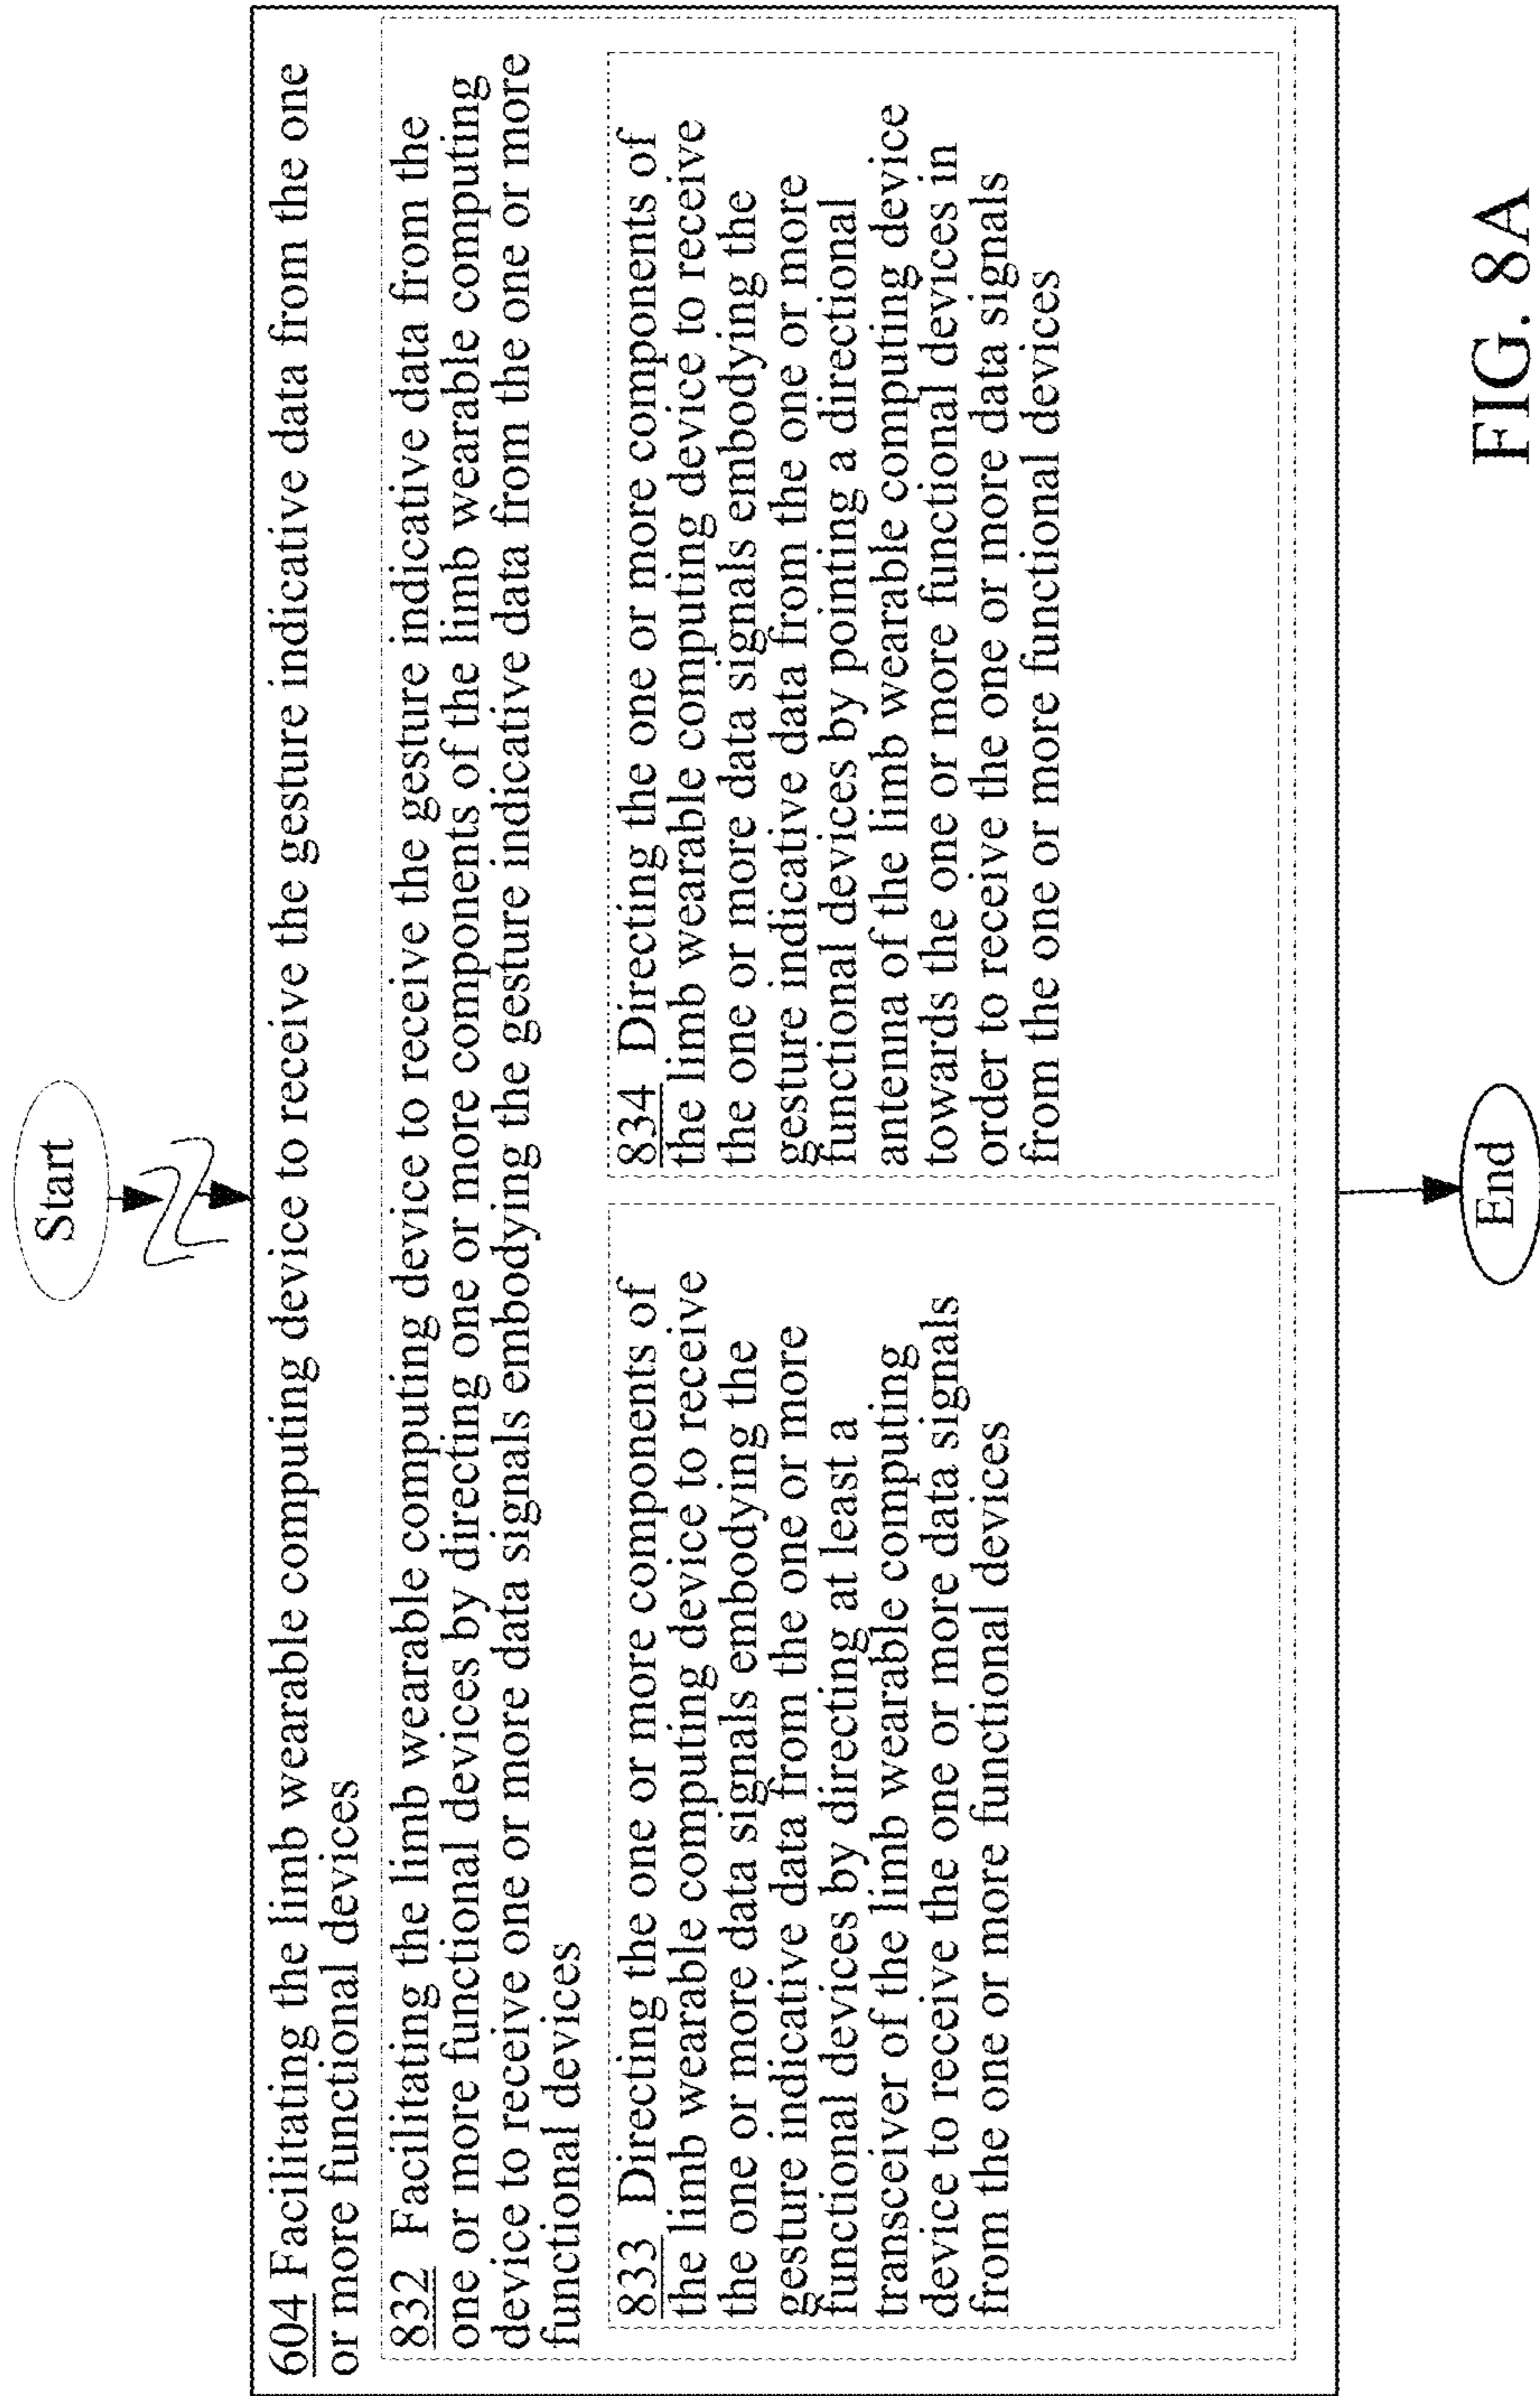 Start
604 Facilitating the limb wearable computing device to receive the gesture indicative data from the one
or more functional devices
832 Facilitating the limb wearable computing device to receive the gesture indicative data from the
one or more functional devices by directing one or more components of the limb wearable computing
device to receive one or more data signals embodying the gesture indicative data from the one or more
functional devices
833 Directing the one or more components of
the limb wearable computing device to receive
the one or more data signals embodying the
gesture indicative data from the one or more
functional devices by directing at least a
transceiver of the limb wearable computing
device to receive the one or more data signals
from the one or more functional devices
834 Directing the one or more components of
the limb wearable computing device to receive
the one or more data signals embodying the
gesture indicative data from the one or more
functional devices by pointing a directional
antenna of the limb wearable computing device
towards the one or more functional devices in
order to receive the one or more data signals
from the one or more functional devices
End
FIG. 8A